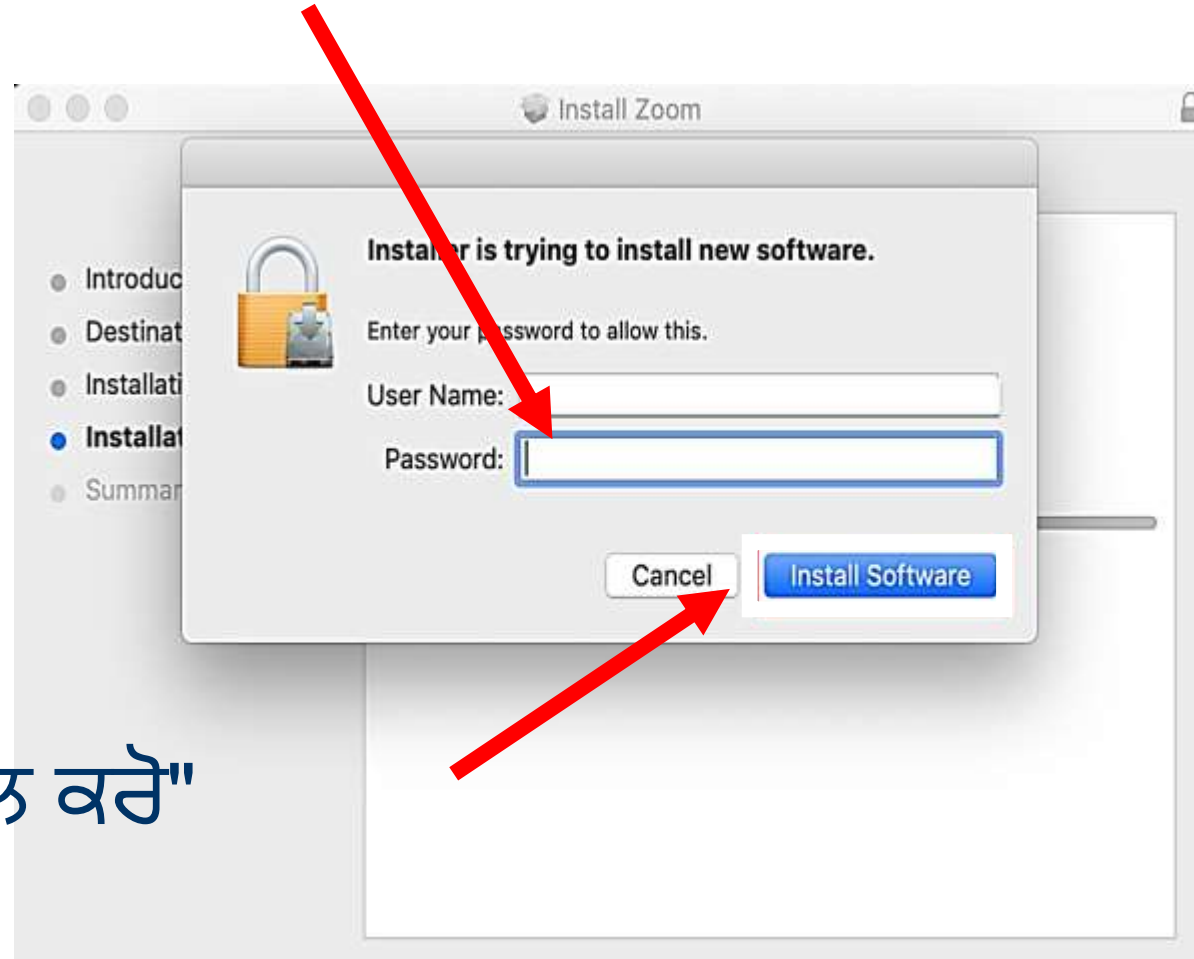 Install Zoom
Installer is trying to install new software.
Enter your password to allow this.
Introduc
Destinat
Installati
Installat
Summar
User Name:
Password:
Cancel
Install Software
ਲ ਕਰੋ"